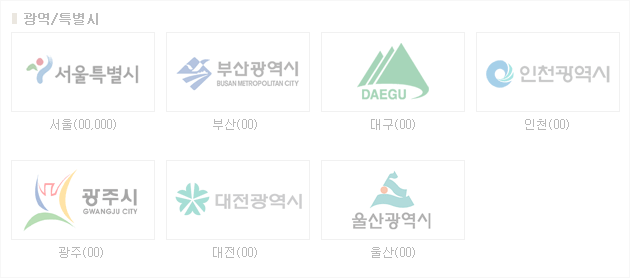 광역/특별시
서울특별시
부산광역시
BUSAN METROPOLITAN CITY
DAEGU
인천광역시
서울(00,000)
부산(00)
대구(00)
인천(00)
광주시
GWANGJU CITY
대전광역시
울산광역시
광주(00)
대전(00)
울산(00)